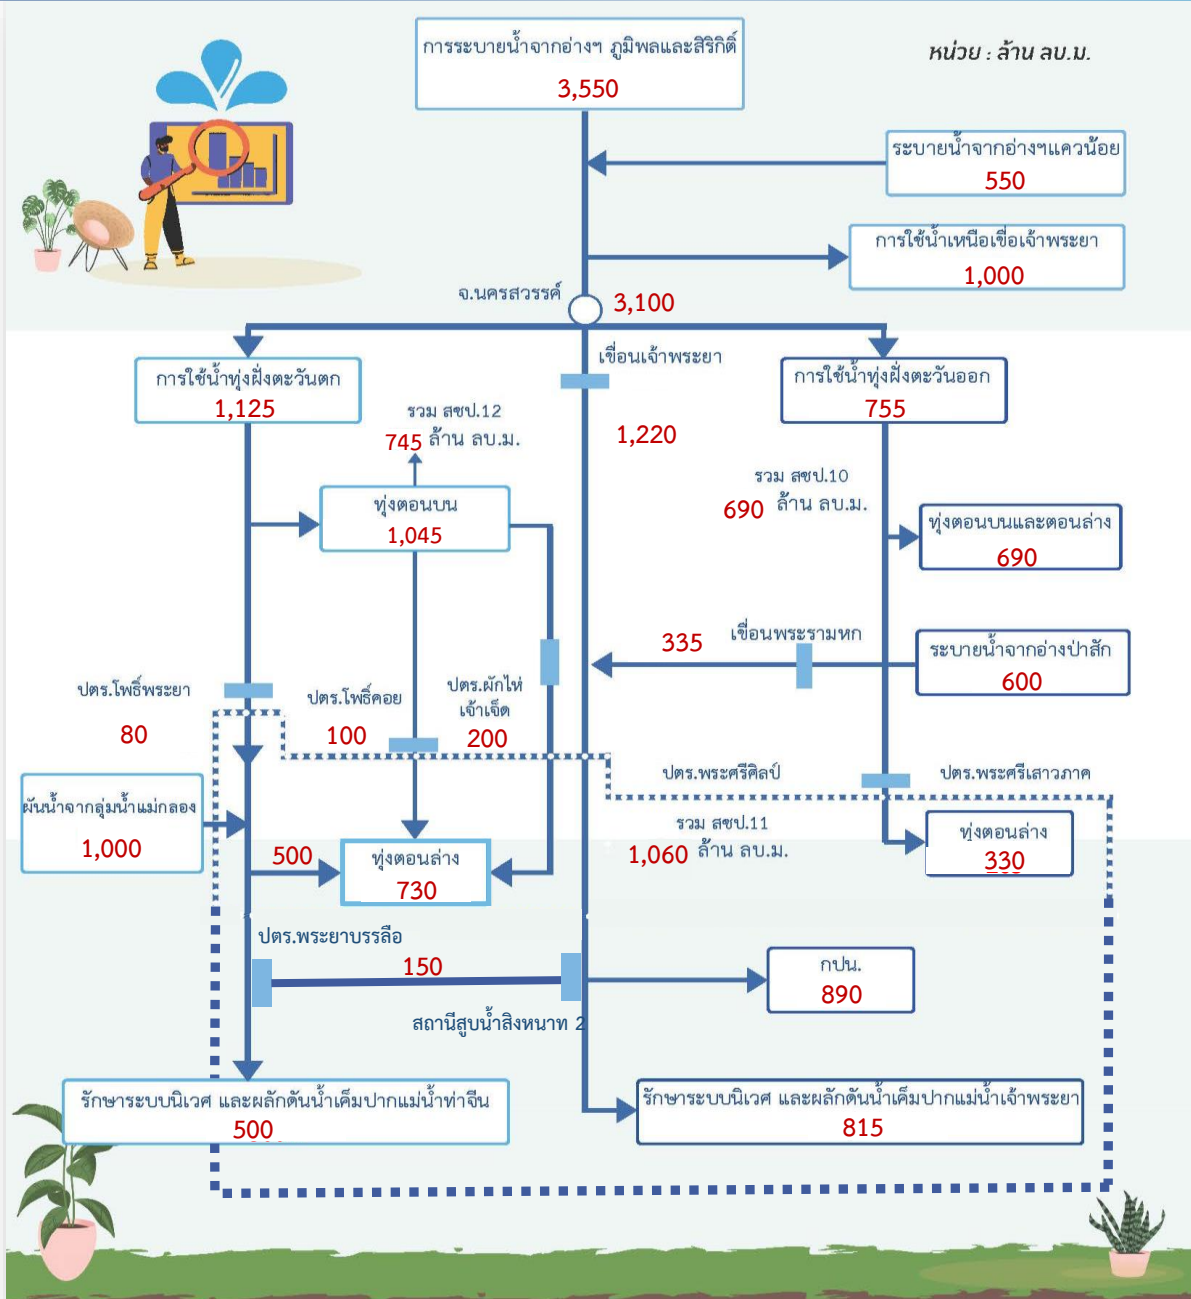 การระบายน้ำจากอ่างฯ ภูมิพลและสิริกิติ์
3,550
หน่วย : ล้าน ลบ.ม.
ระบายน้ำจากอ่างฯแควน้อย
550
การใช้น้ำเหนือเขื่อเจ้าพระยา
1,000
จ.นครสวรรค์
3,100
เขื่อนเจ้าพระยา
การใช้น้ำทุ่งฝั่งตะวันตก
1,125
การใช้น้ำทุ่งฝั่งตะวันออก
755
รวม สชป.12
745 ล้าน ลบ.ม.
1,220
รวม สชป.10
690 ล้าน ลบ.ม.
ทุ่งตอนบน
1,045
ทุ่งตอนบนและตอนล่าง
690
335
เขื่อนพระรามหก
ระบายน้ำจากอ่างป่าสัก
600
ปตร.โพธิ์พระยา
80
ปตร.โพธิ์คอย
100
ปตร.ผักไห่
เจ้าเจ็ด
200
ปตร.พระศรีศิลป์
ปตร.พระศรีเสาวภาค
ผันน้ำจากลุ่มน้ำแม่กลอง
1,000
รวม สชป.11
1,060 ล้าน ลบ.ม.
ทุ่งตอนล่าง
330
500
ทุ่งตอนล่าง
730
ปตร.พระยาบรรลือ
150
สถานีสูบน้ำสิงหนาท 2
กปน.
890
รักษาระบบนิเวศ และผลักดันน้ำเค็มปากแม่น้ำท่าจีน
500
รักษาระบบนิเวศ และผลักดันน้ำเค็มปากแม่น้ำเจ้าพระยา
815